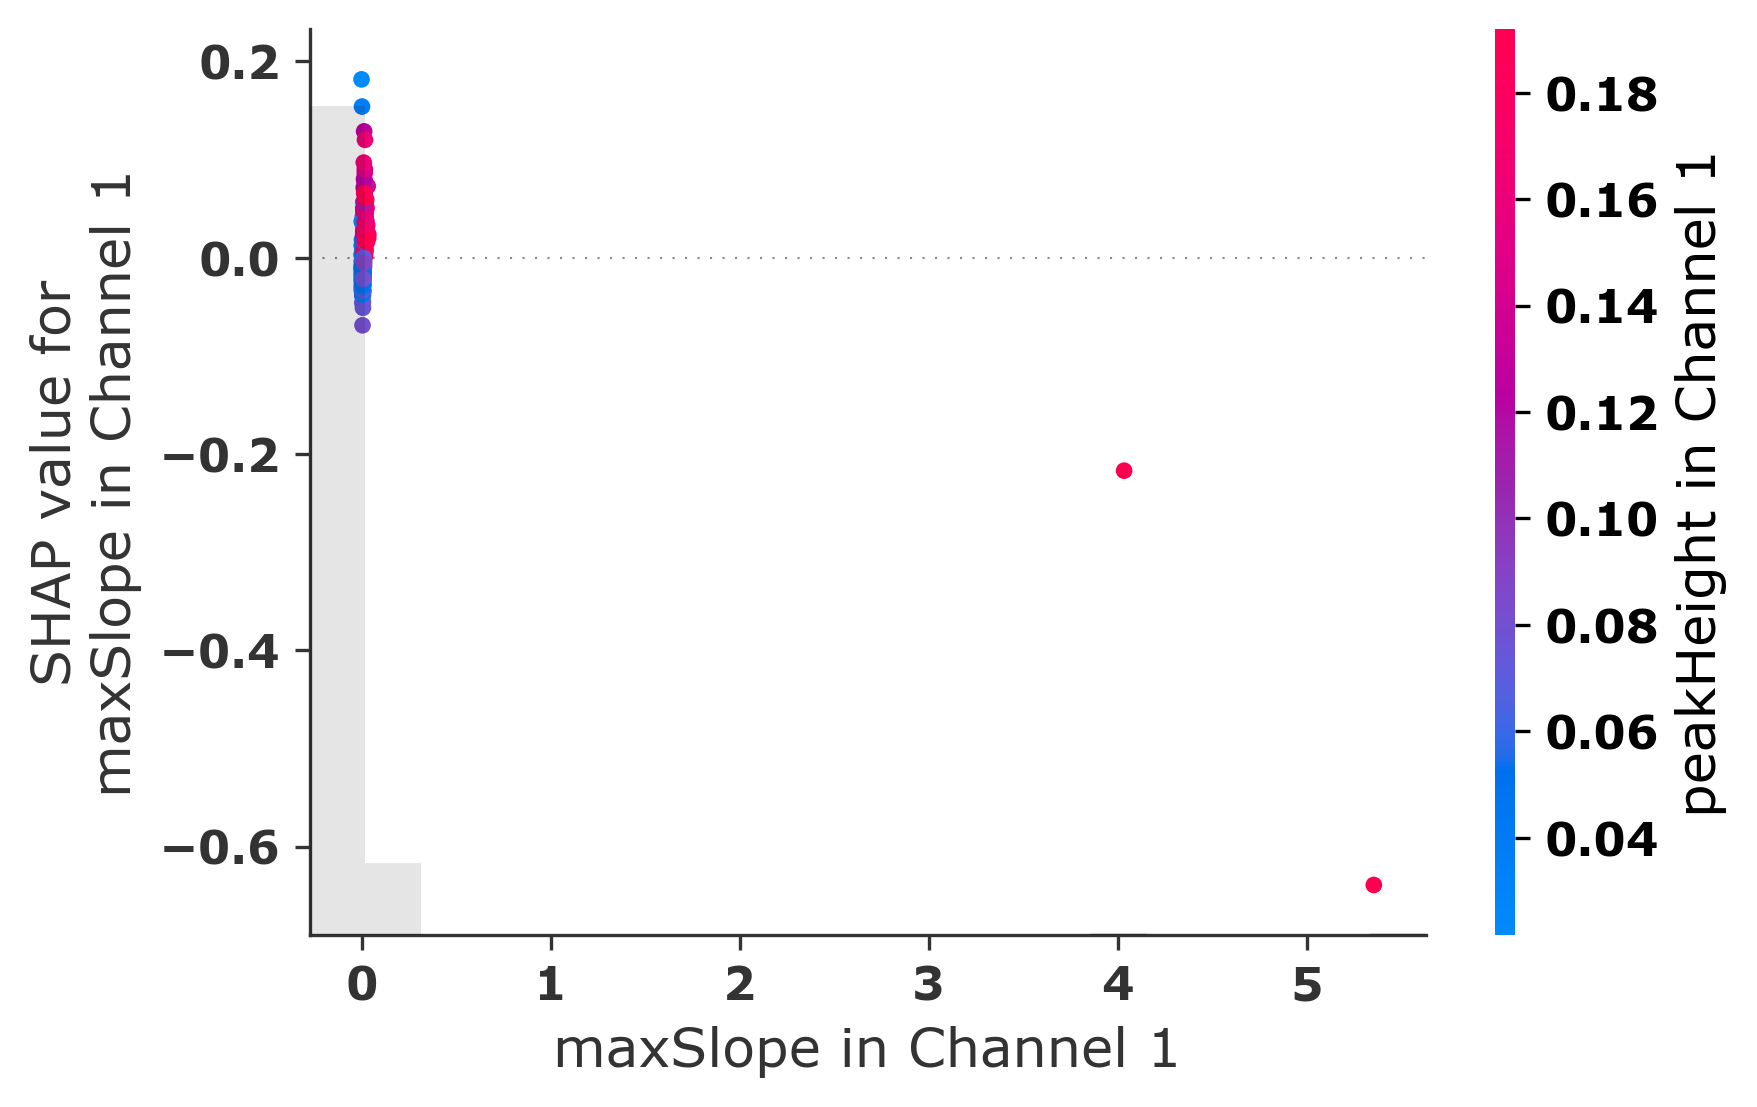 SHAP value for
maxSlope in Channel 1
0.2
0.0
−0.2
−0.4
−0.6
0 1 2 3 4 5
maxSlope in Channel 1
0.18
0.16
0.14
0.12
0.10
0.08
0.06
0.04
peakHeight in Channel 1